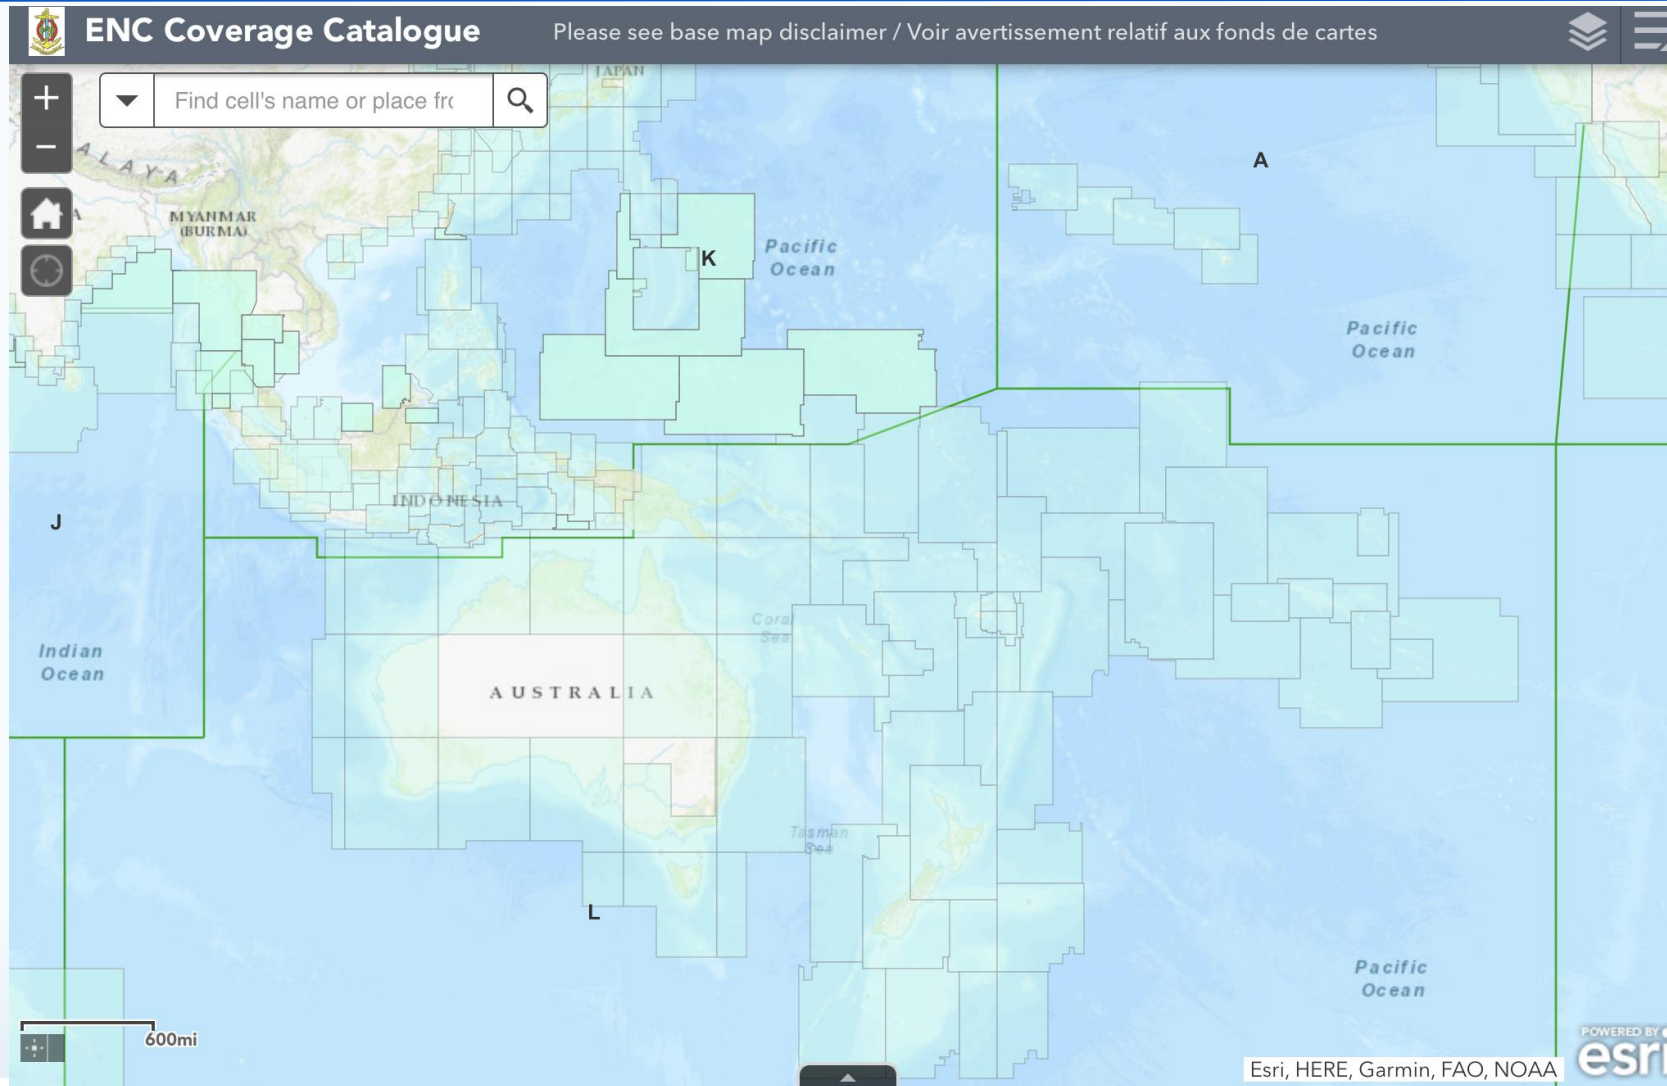 ENC Coverage Catalogue
Please see base map disclaimer / Voir avertissement relatif aux fonds de cartes
+
Find cell's name or place frc
−
JAPAN
ALAYA
A
MYANMAR
(BURMA)
A
K
Pacific
Ocean
Pacific
Ocean
INDONESIA
J
Indian
Ocean
Coral
Sea
AUSTRALIA
Tasman
Sea
L
Pacific
Ocean
600mi
POWERED BY
esri
Esri, HERE, Garmin, FAO, NOAA